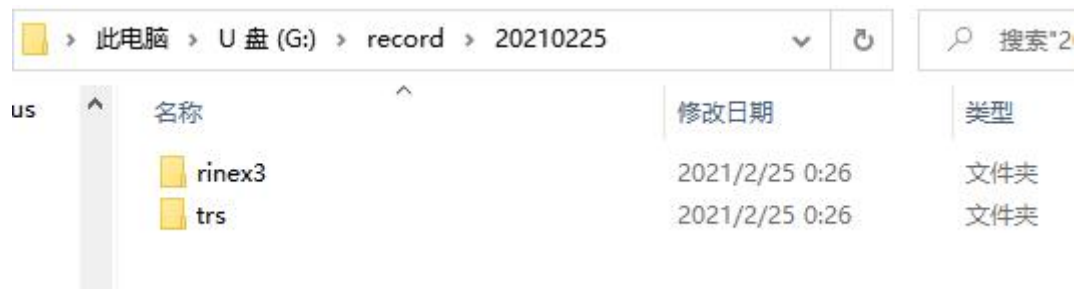 此电脑 › U 盘 (G:) › record › 20210225 搜索"2
us 名称 修改日期 类型
rinex3 2021/2/25 0:26 文件夹
trs 2021/2/25 0:26 文件夹